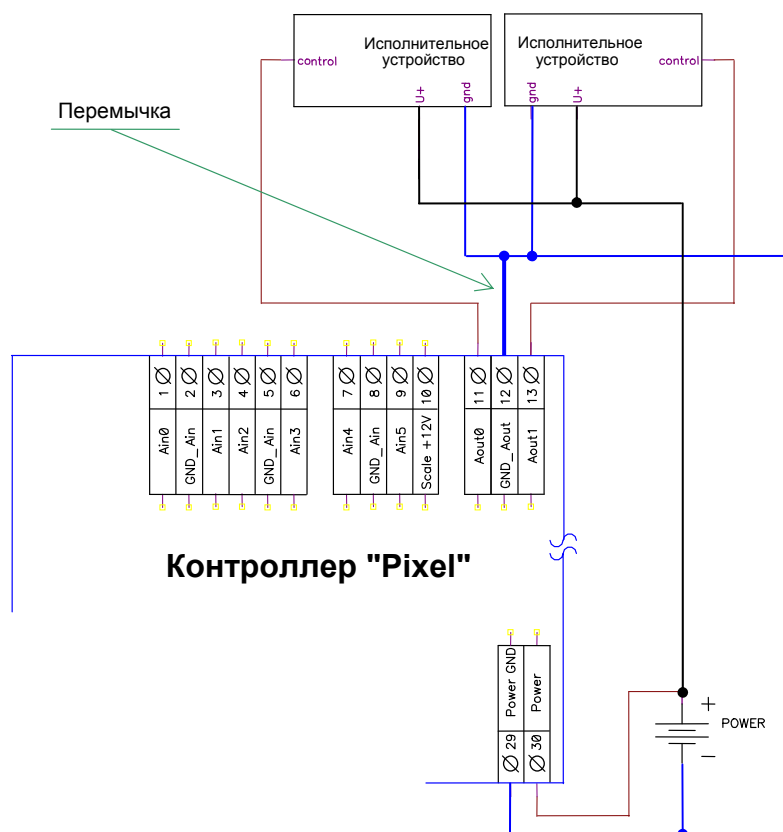 Исполнительное
устройство
control
U+
gnd
Исполнительное
устройство
control
gnd
U+
Перемычка
1 Ain0
2 GND_Ain
3 Ain1
4 Ain2
5 GND_Ain
6 Ain3
7 Ain4
8 GND_Ain
9 Ain5
10 Scale +12V
11 Aout0
12 GND_Aout
13 Aout1
Контроллер "Pixel"
29 Power GND
30 Power
+
POWER
−